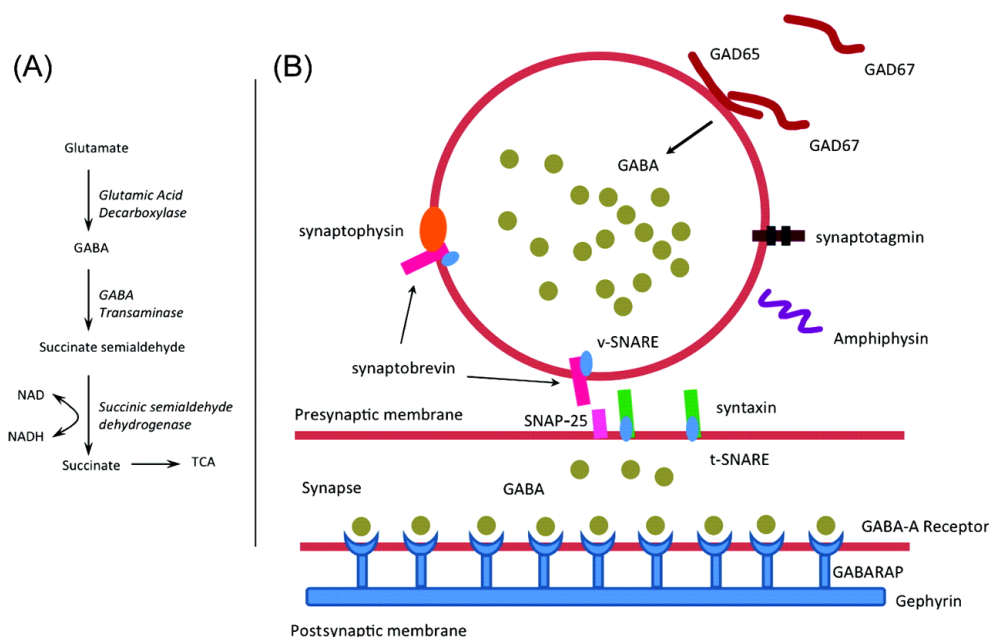 (A)
Glutamate
Glutamic Acid
Decarboxylase
GABA
GABA
Transaminase
Succinate semialdehyde
NAD
NADH
Succinic semialdehyde
dehydrogenase
Succinate
TCA
(B)
GAD65
GAD67
GAD67
GABA
synaptophysin
synaptotagmin
Amphiphysin
v-SNARE
synaptobrevin
SNAP-25
syntaxin
Presynaptic membrane
t-SNARE
Synapse
GABA
GABA-A Receptor
GABARAP
Gephyrin
Postsynaptic membrane